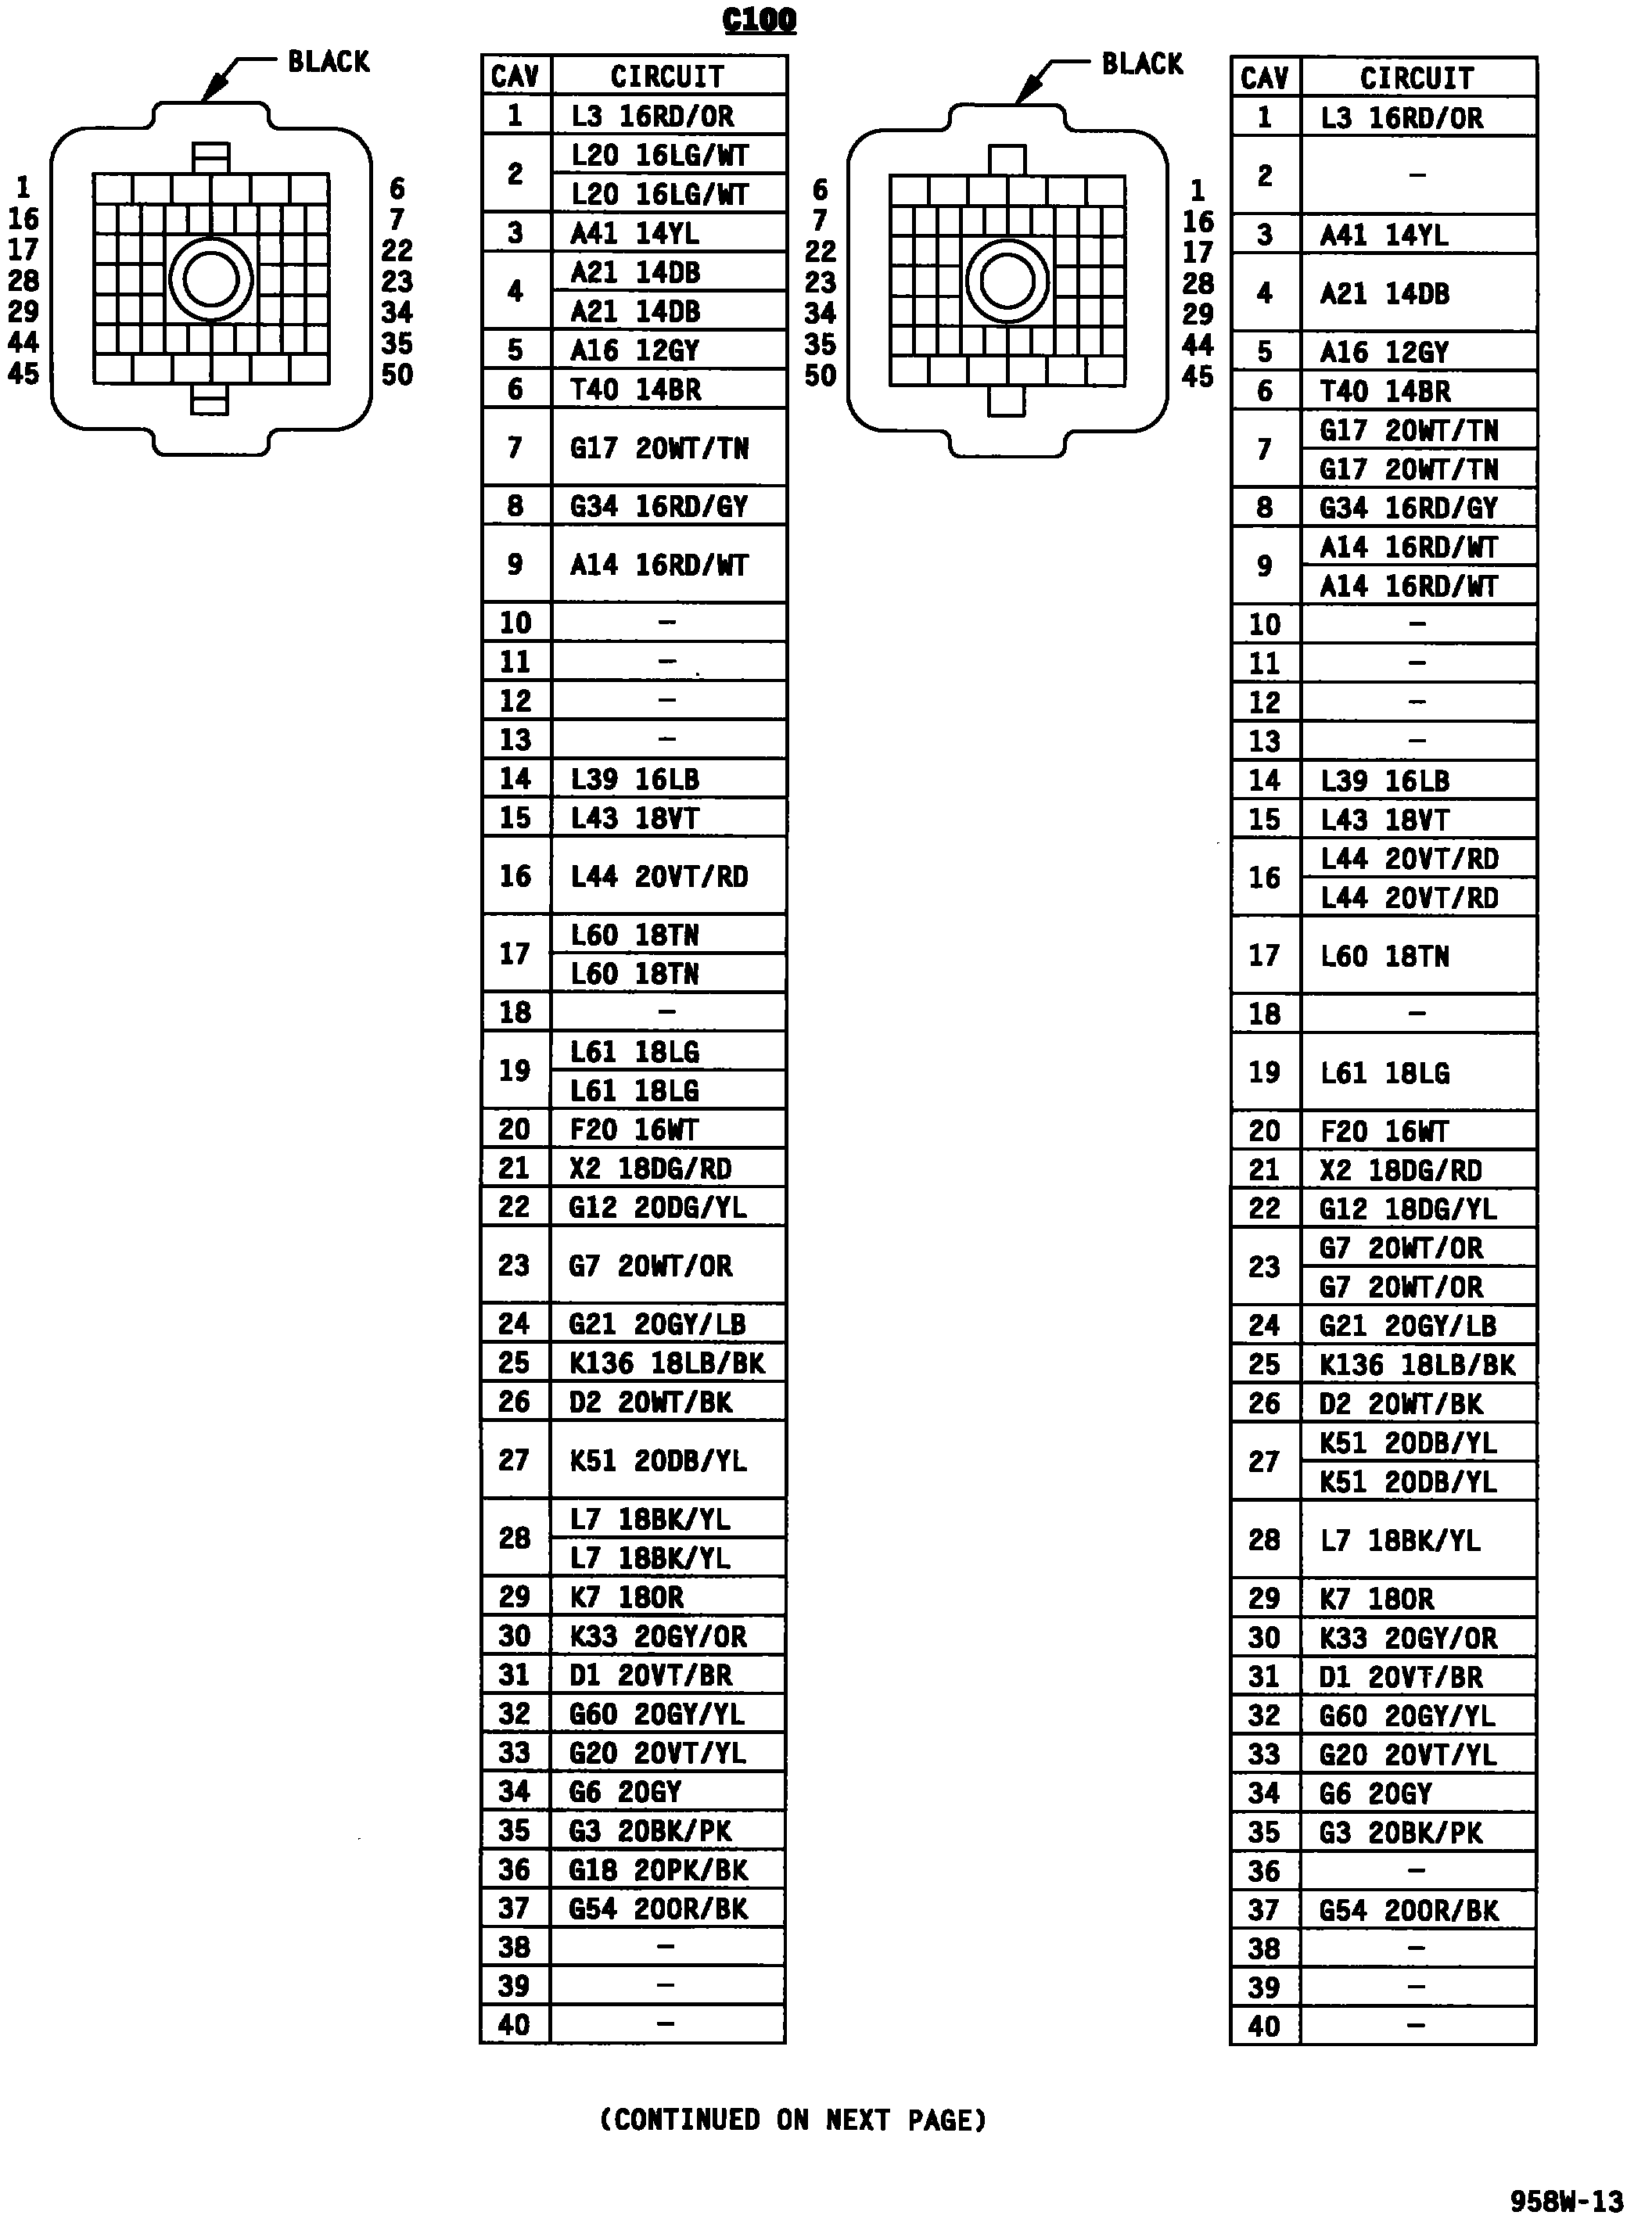 C100
BLACK
1 6
16 7
17 22
28 23
29 34
44 35
45 50
CAV CIRCUIT
1 L3 16RD/OR
2 L20 16LG/WT
L20 16LG/WT
3 A41 14YL
4 A21 14DB
A21 14DB
5 A16 12GY
6 T40 14BR
7 G17 20WT/TN
8 G34 16RD/GY
9 A14 16RD/WT
10 –
11 –
12 –
13 –
14 L39 16LB
15 L43 18VT
16 L44 20VT/RD
17 L60 18TN
L60 18TN
18 –
19 L61 18LG
L61 18LG
20 F20 16WT
21 X2 18DG/RD
22 G12 20DG/YL
23 G7 20WT/OR
24 G21 20GY/LB
25 K136 18LB/BK
26 D2 20WT/BK
27 K51 20DB/YL
28 L7 18BK/YL
L7 18BK/YL
29 K7 18OR
30 K33 20GY/OR
31 D1 20VT/BR
32 G60 20GY/YL
33 G20 20VT/YL
34 G6 20GY
35 G3 20BK/PK
36 G18 20PK/BK
37 G54 20OR/BK
38 –
39 –
40 –
BLACK
6 1
7 16
22 17
23 28
34 29
35 44
50 45
CAV CIRCUIT
1 L3 16RD/OR
2 –
3 A41 14YL
4 A21 14DB
5 A16 12GY
6 T40 14BR
7 G17 20WT/TN
G17 20WT/TN
8 G34 16RD/GY
9 A14 16RD/WT
A14 16RD/WT
10 –
11 –
12 –
13 –
14 L39 16LB
15 L43 18VT
16 L44 20VT/RD
L44 20VT/RD
17 L60 18TN
18 –
19 L61 18LG
20 F20 16WT
21 X2 18DG/RD
22 G12 18DG/YL
23 G7 20WT/OR
G7 20WT/OR
24 G21 20GY/LB
25 K136 18LB/BK
26 D2 20WT/BK
27 K51 20DB/YL
K51 20DB/YL
28 L7 18BK/YL
29 K7 18OR
30 K33 20GY/OR
31 D1 20VT/BR
32 G60 20GY/YL
33 G20 20VT/YL
34 G6 20GY
35 G3 20BK/PK
36 –
37 G54 20OR/BK
38 –
39 –
40 –
(CONTINUED ON NEXT PAGE)
958W-13